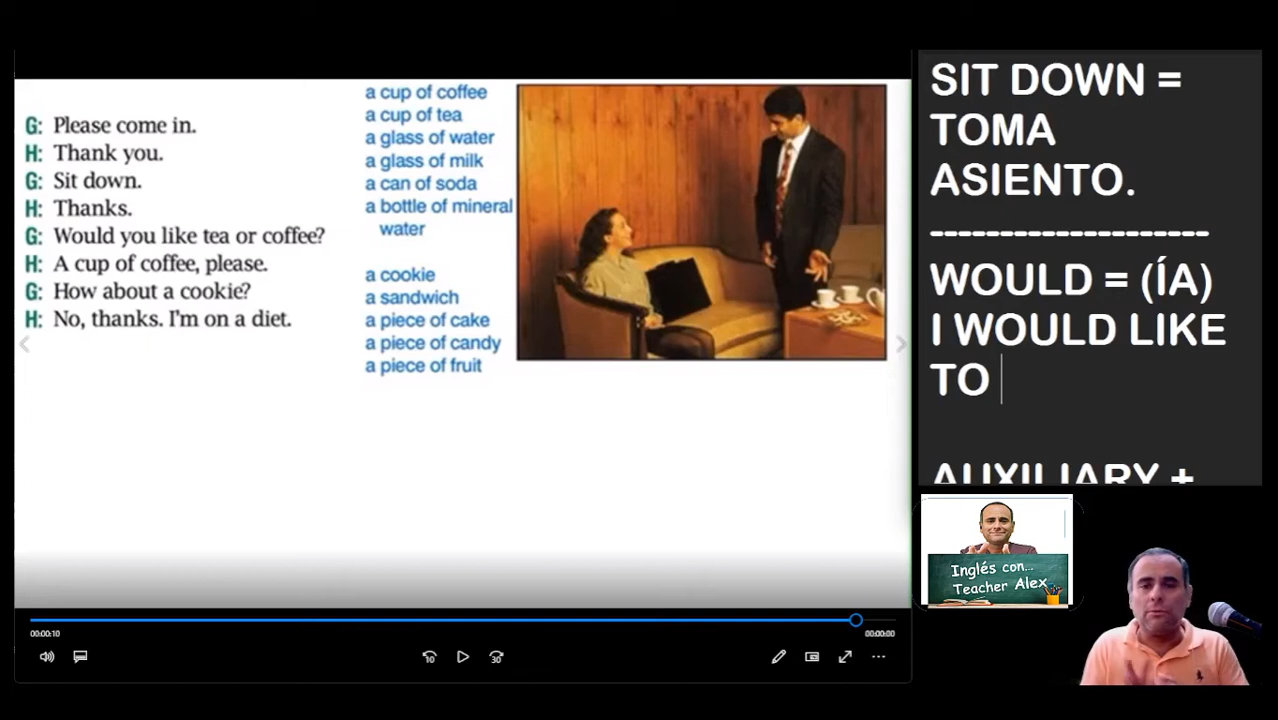 G: Please come in.
H: Thank you.
G: Sit down.
H: Thanks.
G: Would you like tea or coffee?
H: A cup of coffee, please.
G: How about a cookie?
H: No, thanks. I'm on a diet.
a cup of coffee
a cup of tea
a glass of water
a glass of milk
a can of soda
a bottle of mineral
water
a cookie
a sandwich
a piece of cake
a piece of candy
a piece of fruit
SIT DOWN =
TOMA
ASIENTO.
--------------------
WOULD = (ÍA)
I WOULD LIKE
TO
AUXILIARY +
Inglés con...
Teacher Alex
00:00:10
00:00:00
10
30